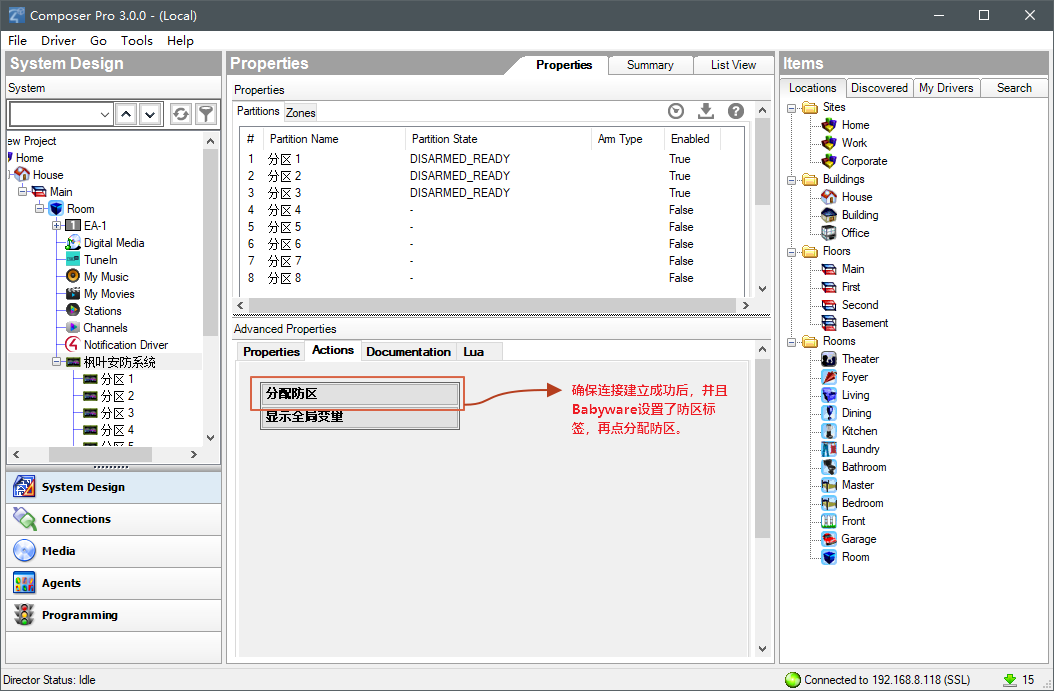 Composer Pro 3.0.0 - (Local)
File Driver Go Tools Help
System Design
System
ew Project
Home
House
Main
Room
EA-1
Digital Media
TuneIn
My Music
My Movies
Stations
Channels
Notification Driver
枫叶安防系统
分区 1
分区 2
分区 3
分区 4
System Design
Connections
Media
Agents
Programming
Properties
Properties Summary List View
Properties
Partitions Zones
# Partition Name Partition State Arm Type Enabled
1 分区 1 DISARMED_READY True
2 分区 2 DISARMED_READY True
3 分区 3 DISARMED_READY True
4 分区 4 - False
5 分区 5 - False
6 分区 6 - False
7 分区 7 - False
8 分区 8 - False
Advanced Properties
Properties Actions Documentation Lua
分配防区
显示全局变量
确保连接建立成功后，并且
Babyware设置了防区标
签，再点分配防区。
Items
Locations Discovered My Drivers Search
Sites
Home
Work
Corporate
Buildings
House
Building
Office
Floors
Main
First
Second
Basement
Rooms
Theater
Foyer
Living
Dining
Kitchen
Laundry
Bathroom
Master
Bedroom
Front
Garage
Room
Director Status: Idle
Connected to 192.168.8.118 (SSL)
15